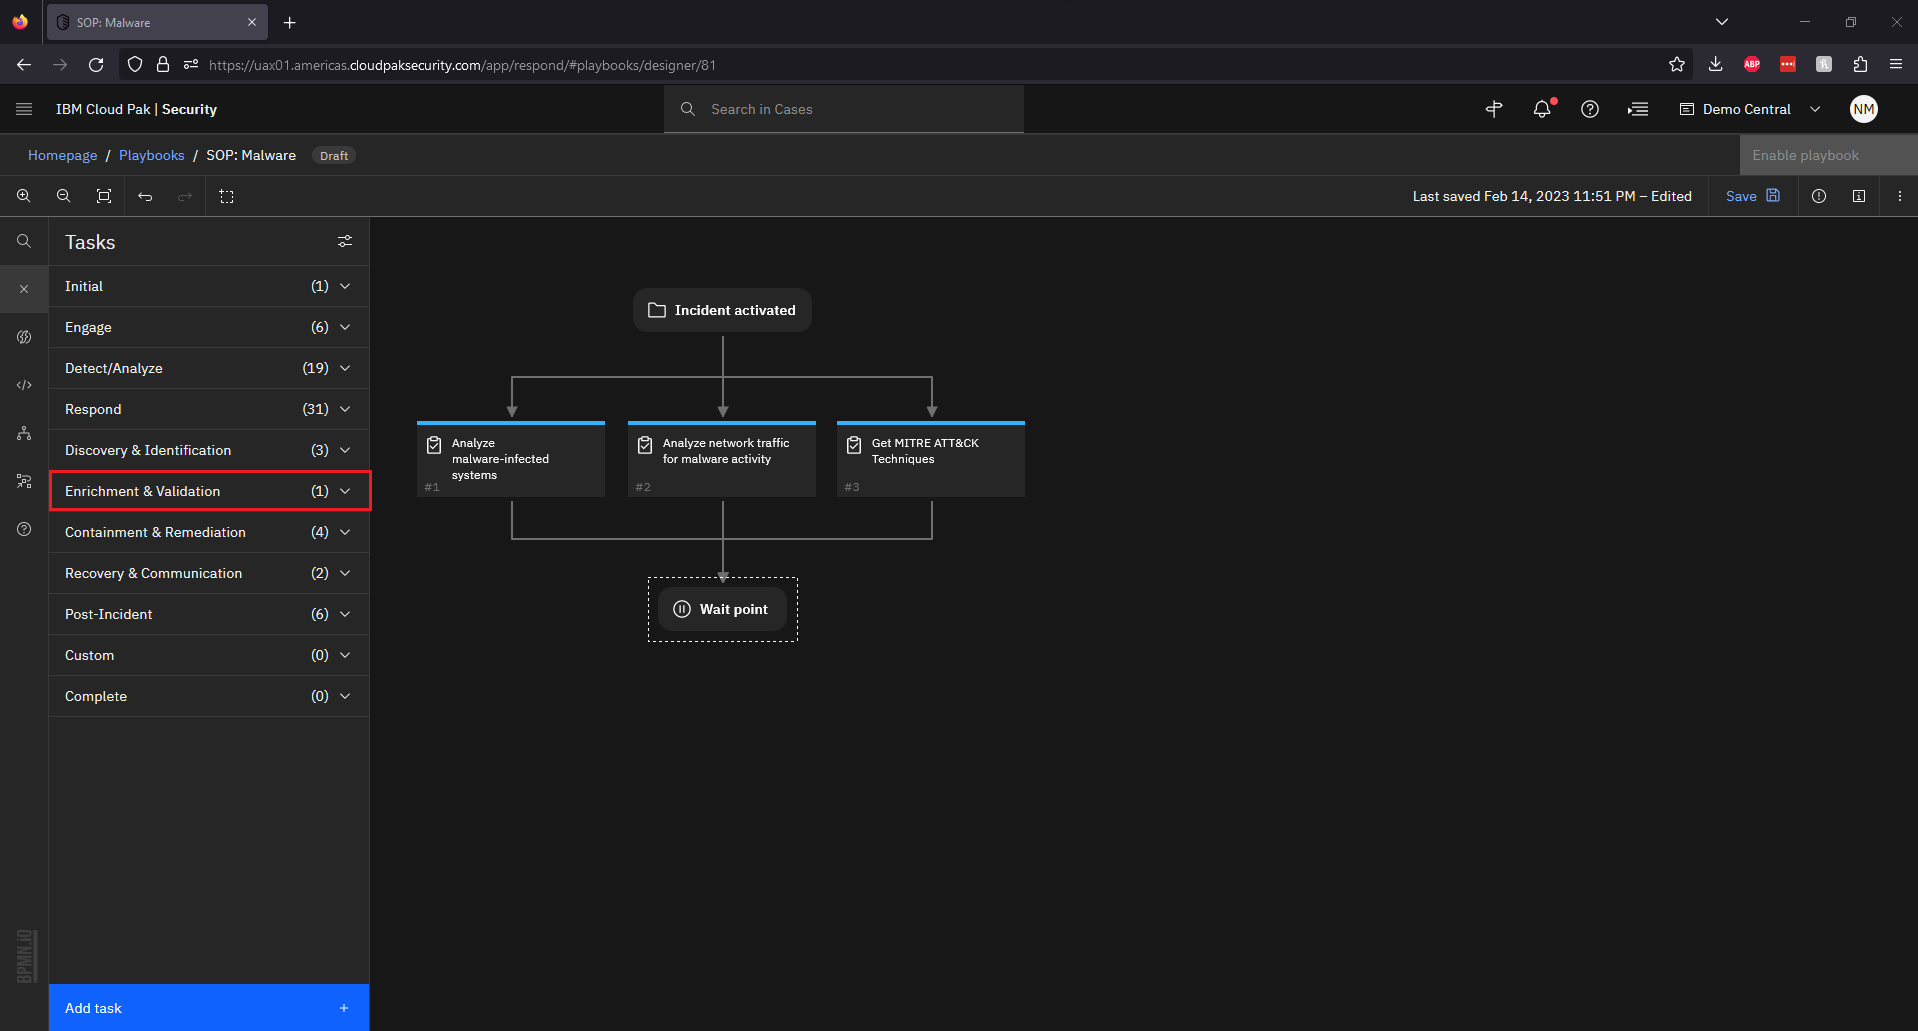 SOP: Malware
https://uax01.americas.cloudpaksecurity.com/app/respond/#playbooks/designer/81
ABP
IBM Cloud Pak | Security
Search in Cases
Demo Central
NM
Homepage / Playbooks / SOP: Malware Draft
Enable playbook
Last saved Feb 14, 2023 11:51 PM – Edited
Save
Tasks
Initial (1)
Engage (6)
Detect/Analyze (19)
Respond (31)
Discovery & Identification (3)
Enrichment & Validation (1)
Containment & Remediation (4)
Recovery & Communication (2)
Post-Incident (6)
Custom (0)
Complete (0)
Add task +
BPMN.iO
Incident activated
Analyze
malware-infected
systems
#1
Analyze network traffic
for malware activity
#2
Get MITRE ATT&CK
Techniques
#3
Wait point